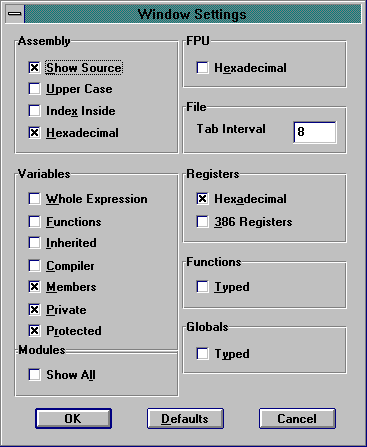 Window Settings
Assembly
Show Source
Upper Case
Index Inside
Hexadecimal
FPU
Hexadecimal
File
Tab Interval 8
Variables
Whole Expression
Functions
Inherited
Compiler
Members
Private
Protected
Registers
Hexadecimal
386 Registers
Functions
Typed
Globals
Typed
Modules
Show All
OK Defaults Cancel